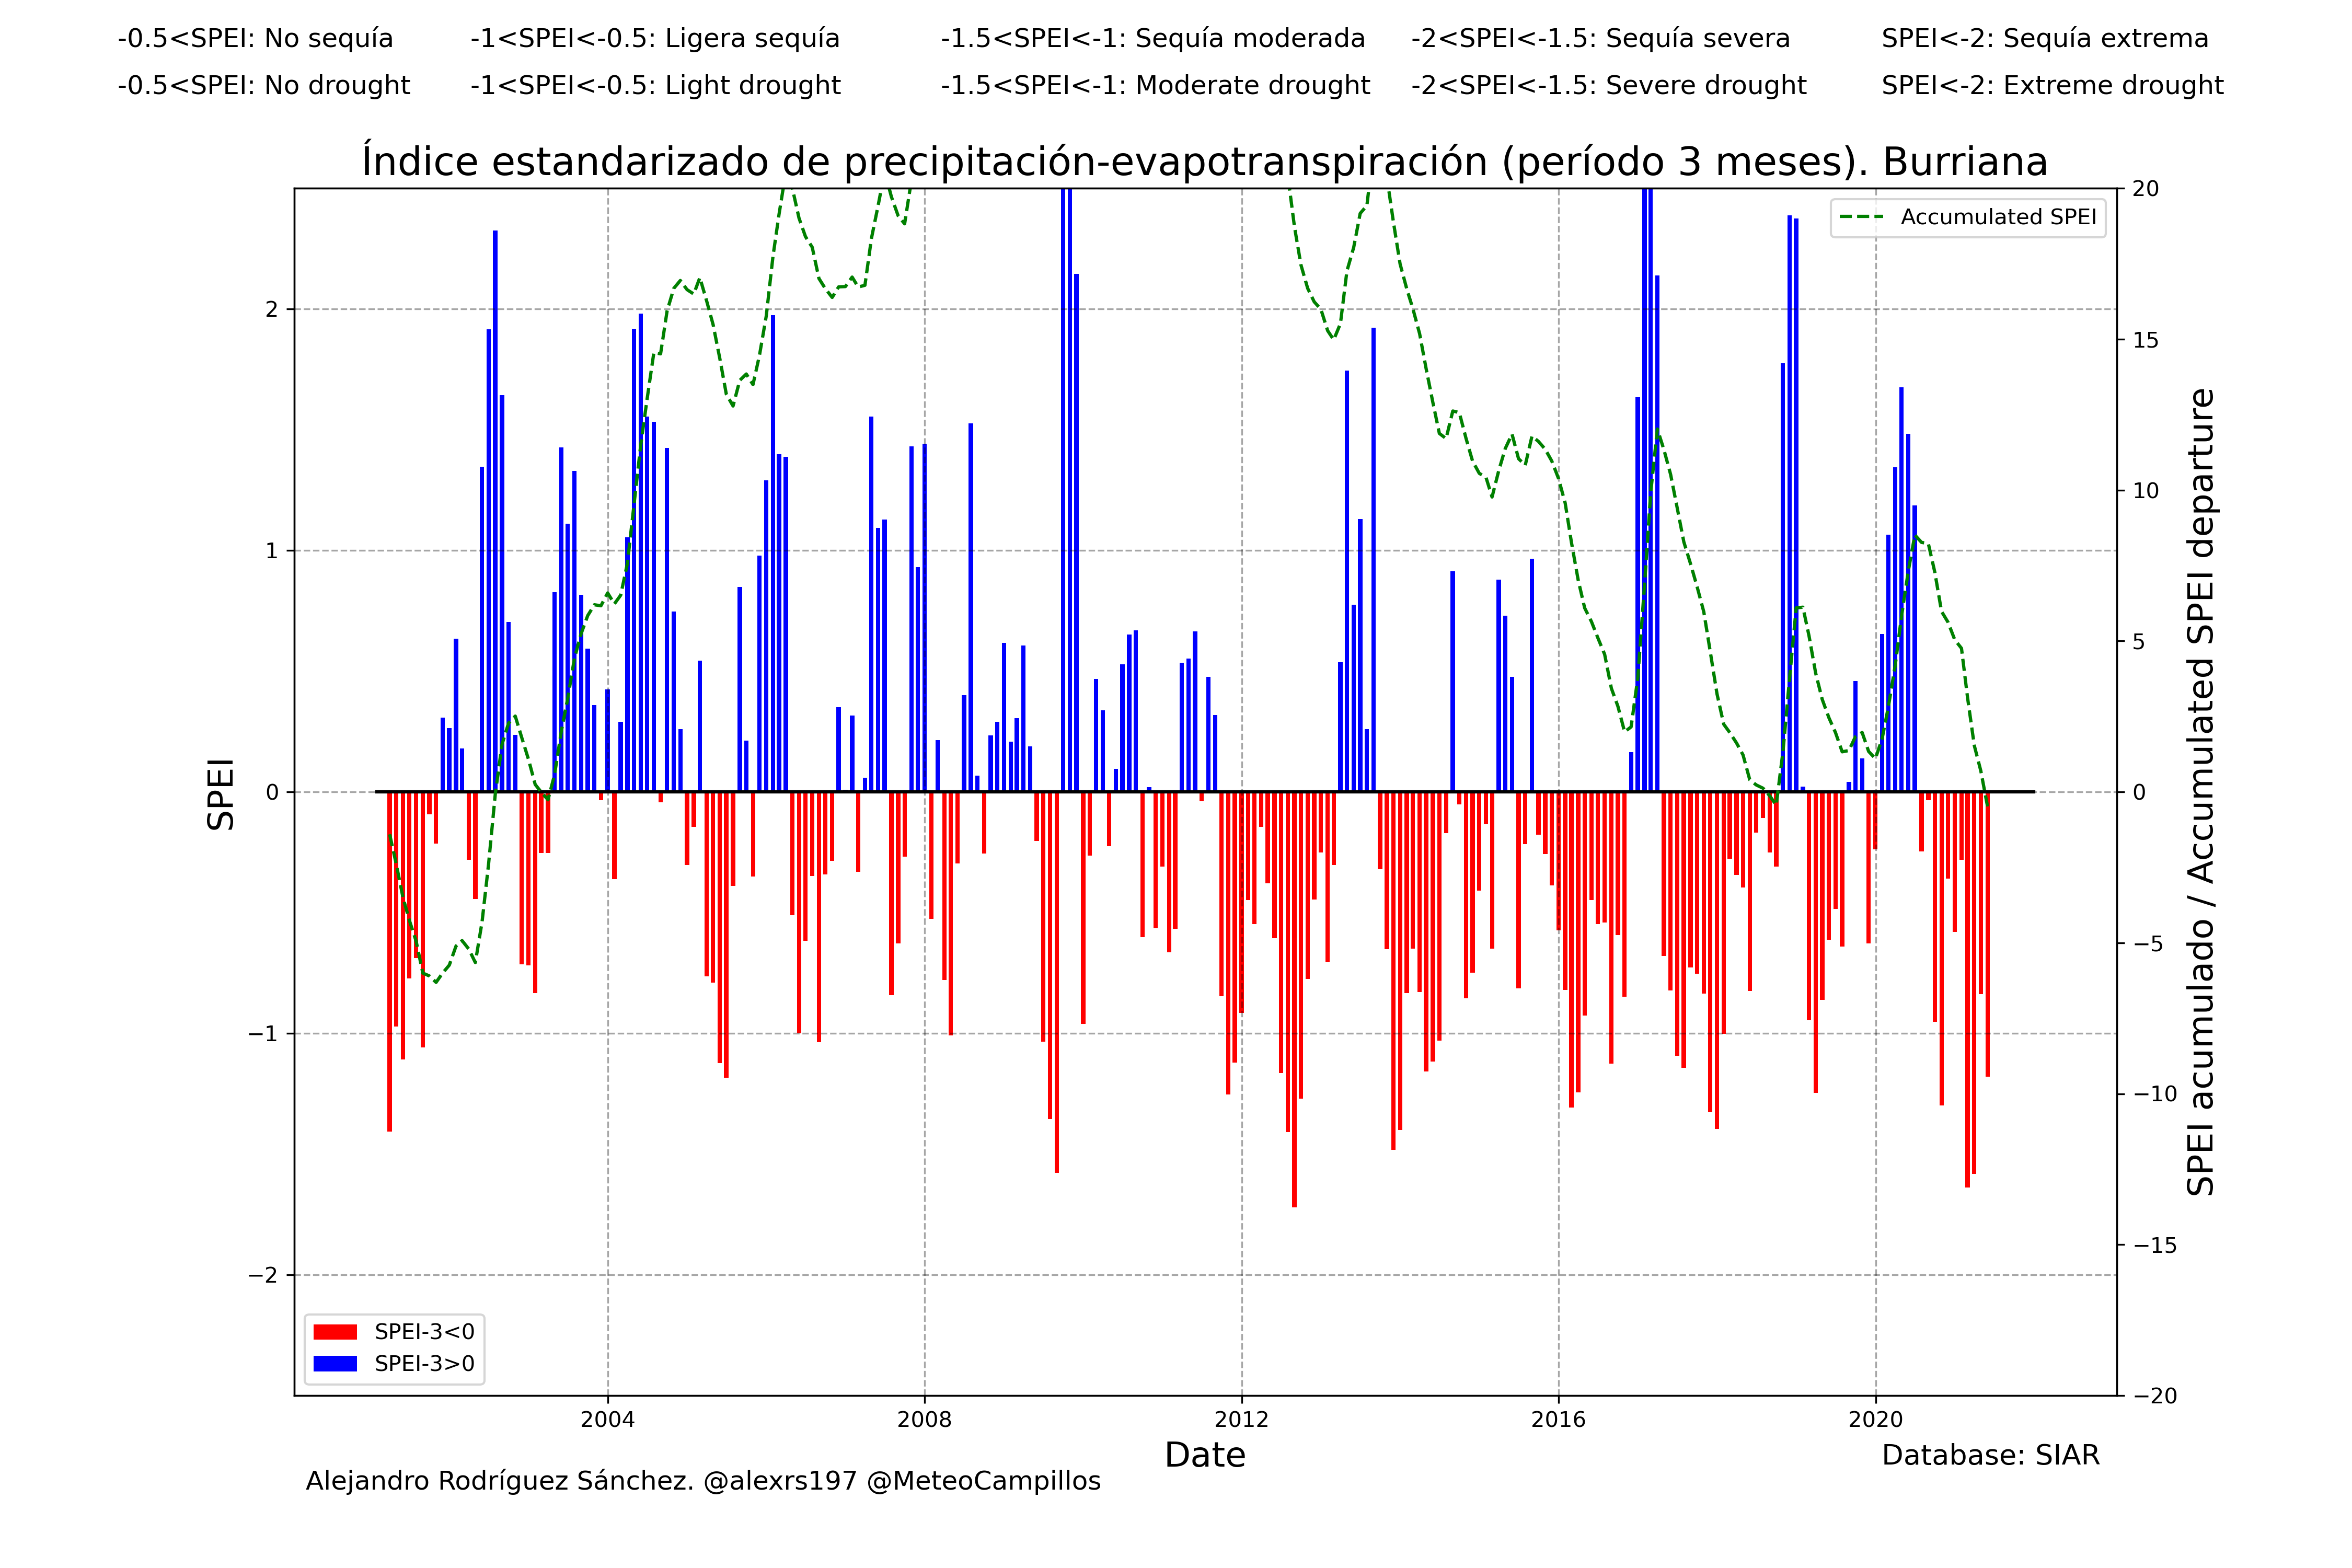 -0.5<SPEI: No sequía -1<SPEI<-0.5: Ligera sequía -1.5<SPEI<-1: Sequía moderada -2<SPEI<-1.5: Sequía severa SPEI<-2: Sequía extrema
-0.5<SPEI: No drought -1<SPEI<-0.5: Light drought -1.5<SPEI<-1: Moderate drought -2<SPEI<-1.5: Severe drought SPEI<-2: Extreme drought
Índice estandarizado de precipitación-evapotranspiración (período 3 meses). Burriana
Accumulated SPEI
SPEI
2
1
0
−1
−2
20
15
10
5
0
−5
−10
−15
−20
SPEI acumulado / Accumulated SPEI departure
SPEI-3<0
SPEI-3>0
2004 2008 2012 2016 2020
Date
Database: SIAR
Alejandro Rodríguez Sánchez. @alexrs197 @MeteoCampillos